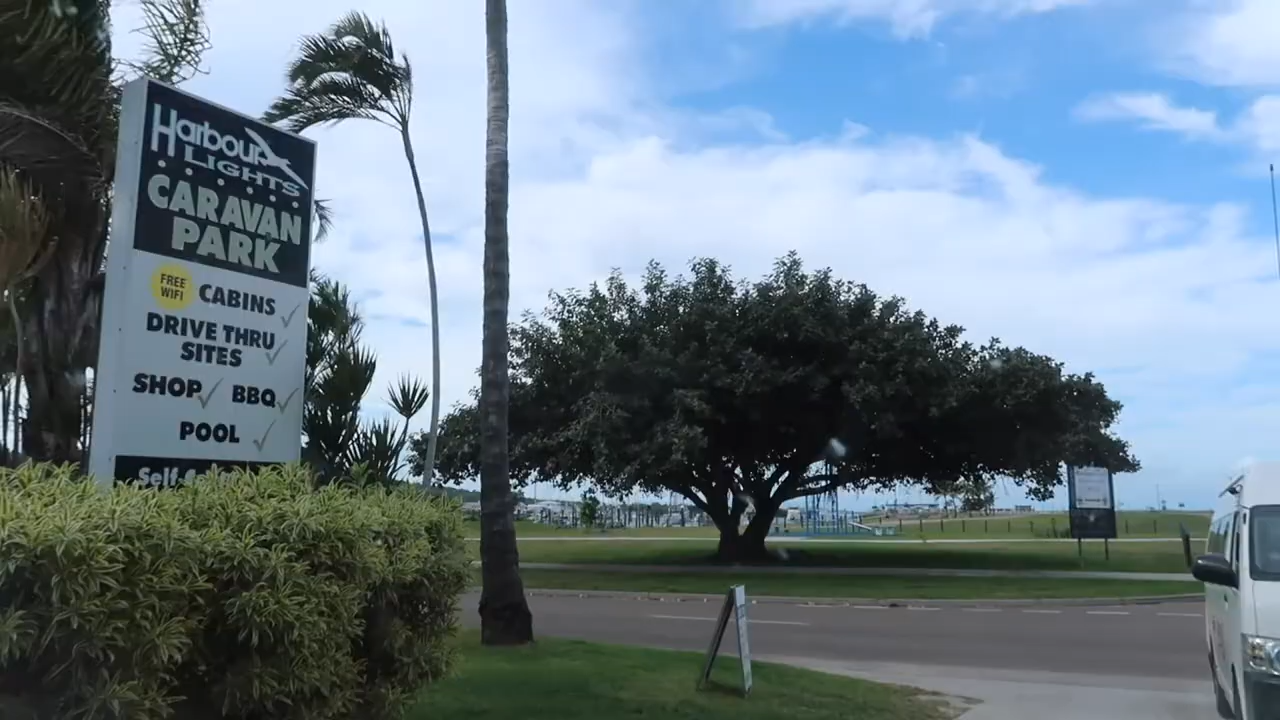 Harbour
LIGHTS
CARAVAN
PARK
FREE
WIFI
CABINS
DRIVE THRU
SITES
SHOP BBQ
POOL